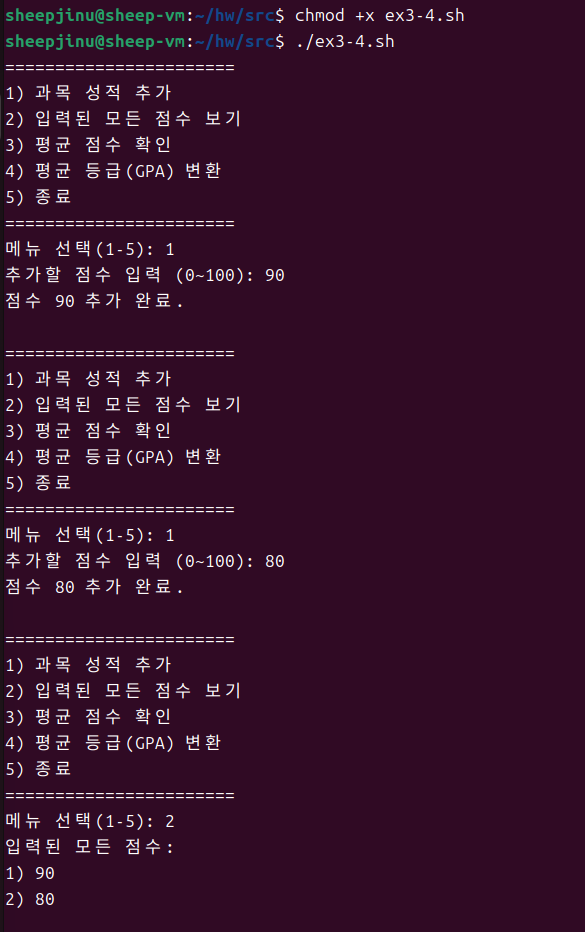 sheepjinu@sheep-vm:~/hw/src$ chmod +x ex3-4.sh
sheepjinu@sheep-vm:~/hw/src$ ./ex3-4.sh
=======================
1) 과목 성적 추가
2) 입력된 모든 점수 보기
3) 평균 점수 확인
4) 평균 등급(GPA) 변환
5) 종료
=======================
메뉴 선택(1-5): 1
추가할 점수 입력 (0~100): 90
점수 90 추가 완료.

=======================
1) 과목 성적 추가
2) 입력된 모든 점수 보기
3) 평균 점수 확인
4) 평균 등급(GPA) 변환
5) 종료
=======================
메뉴 선택(1-5): 1
추가할 점수 입력 (0~100): 80
점수 80 추가 완료.

=======================
1) 과목 성적 추가
2) 입력된 모든 점수 보기
3) 평균 점수 확인
4) 평균 등급(GPA) 변환
5) 종료
=======================
메뉴 선택(1-5): 2
입력된 모든 점수:
1) 90
2) 80